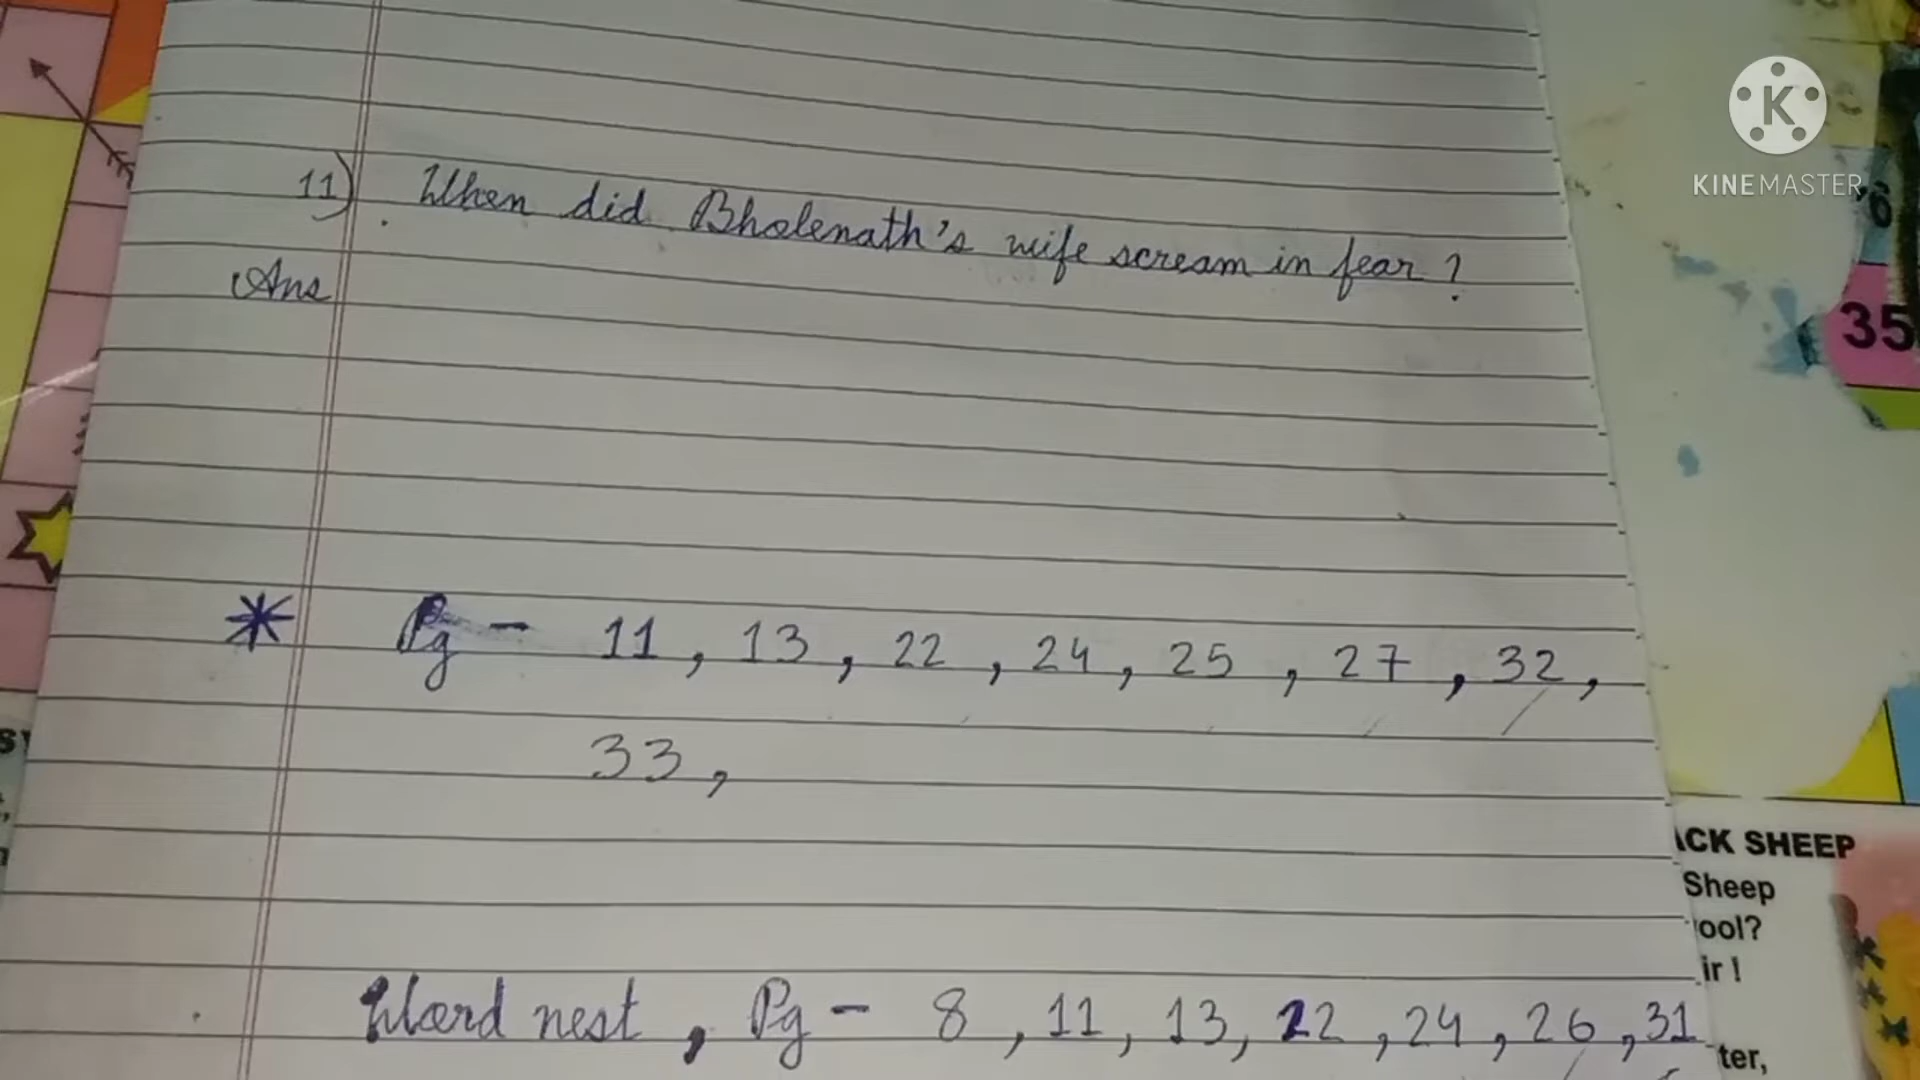 K
KINEMASTER
11) When did Bholenath's wife scream in fear ?
Ans
* Pg - 11 , 13 , 22 , 24 , 25 , 27 , 32 ,
33 ,
Word nest , Pg - 8 , 11 , 13 , 22 , 24 , 26 , 31
35
ACK SHEEP
Sheep
ool?
ir !
ter,